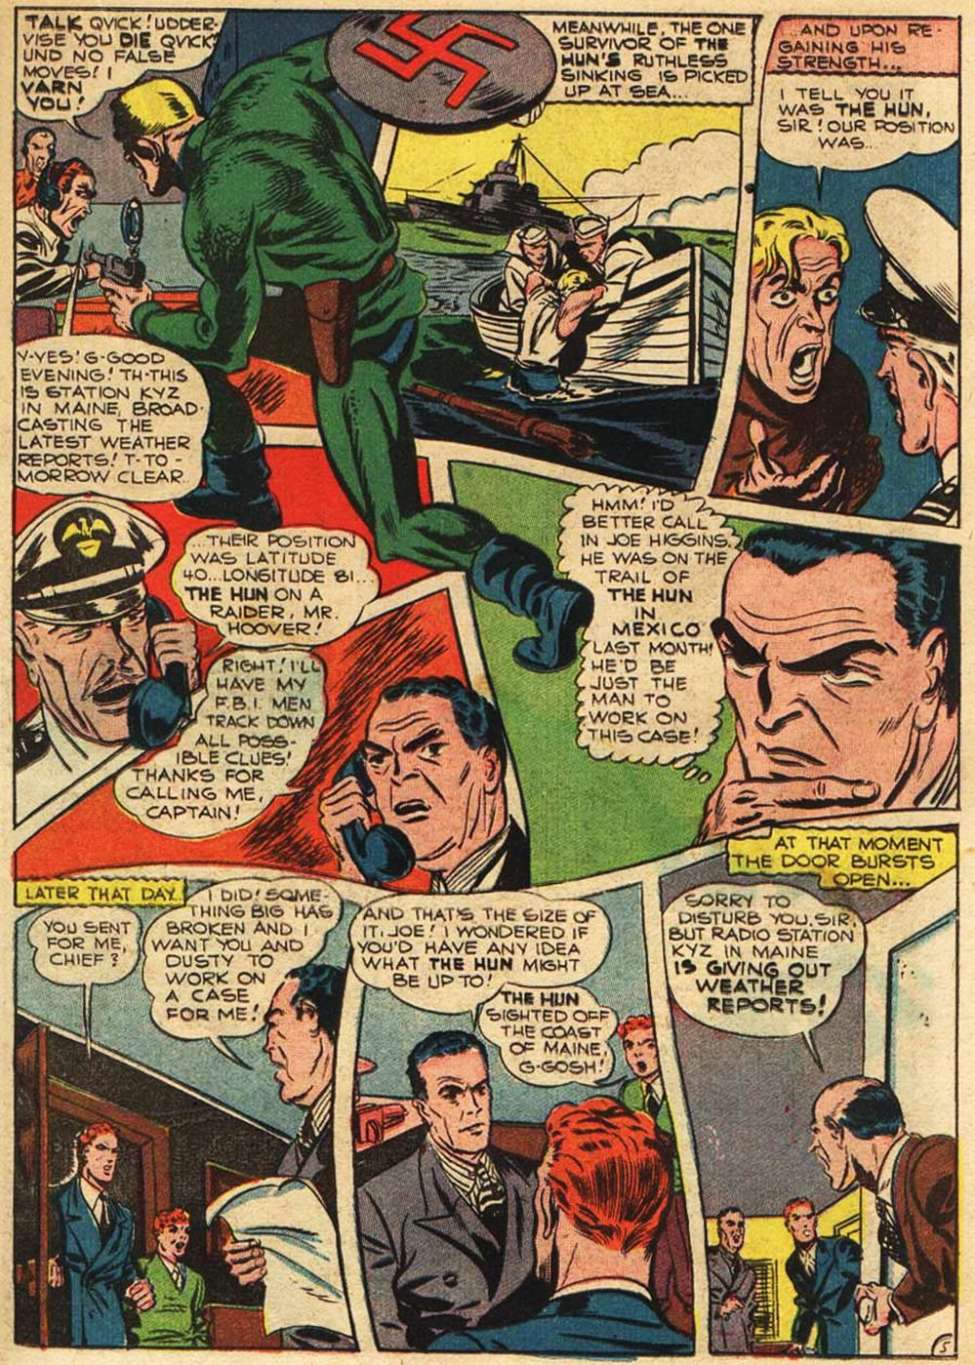 TALK QVICK! UDDER-
VISE YOU DIE QVICK!
UND NO FALSE
MOVES! I
VARN
YOU!
Y-YES! G-GOOD
EVENING! TH-THIS
IS STATION KYZ
IN MAINE, BROAD-
CASTING THE
LATEST WEATHER
REPORTS! T-TO-
MORROW CLEAR..
MEANWHILE, THE ONE
SURVIVOR OF THE
HUN'S RUTHLESS
SINKING IS PICKED
UP AT SEA...
...AND UPON RE-
GAINING HIS
STRENGTH...
I TELL YOU IT
WAS THE HUN,
SIR! OUR POSITION
WAS...
...THEIR POSITION
WAS LATITUDE
40...LONGITUDE 81...
THE HUN ON A
RAIDER, MR.
HOOVER!
RIGHT! I'LL
HAVE MY
F.B.I. MEN
TRACK DOWN
ALL POSS-
IBLE CLUES!
THANKS FOR
CALLING ME,
CAPTAIN!
HMM! I'D
BETTER CALL
IN JOE HIGGINS.
HE WAS ON THE
TRAIL OF
THE HUN
IN
MEXICO
LAST MONTH!
HE'D BE
JUST THE
MAN TO
WORK ON
THIS CASE!
LATER THAT DAY..
YOU SENT
FOR ME,
CHIEF?
I DID! SOME-
THING BIG HAS
BROKEN AND I
WANT YOU AND
DUSTY TO
WORK ON
A CASE
FOR ME!
AND THAT'S THE SIZE OF
IT, JOE! I WONDERED IF
YOU'D HAVE ANY IDEA
WHAT THE HUN MIGHT
BE UP TO!
THE HUN
SIGHTED OFF
THE COAST
OF MAINE,
G-GOSH!
AT THAT MOMENT
THE DOOR BURSTS
OPEN...
SORRY TO
DISTURB YOU, SIR,
BUT RADIO STATION
KYZ IN MAINE
IS GIVING OUT
WEATHER
REPORTS!
5